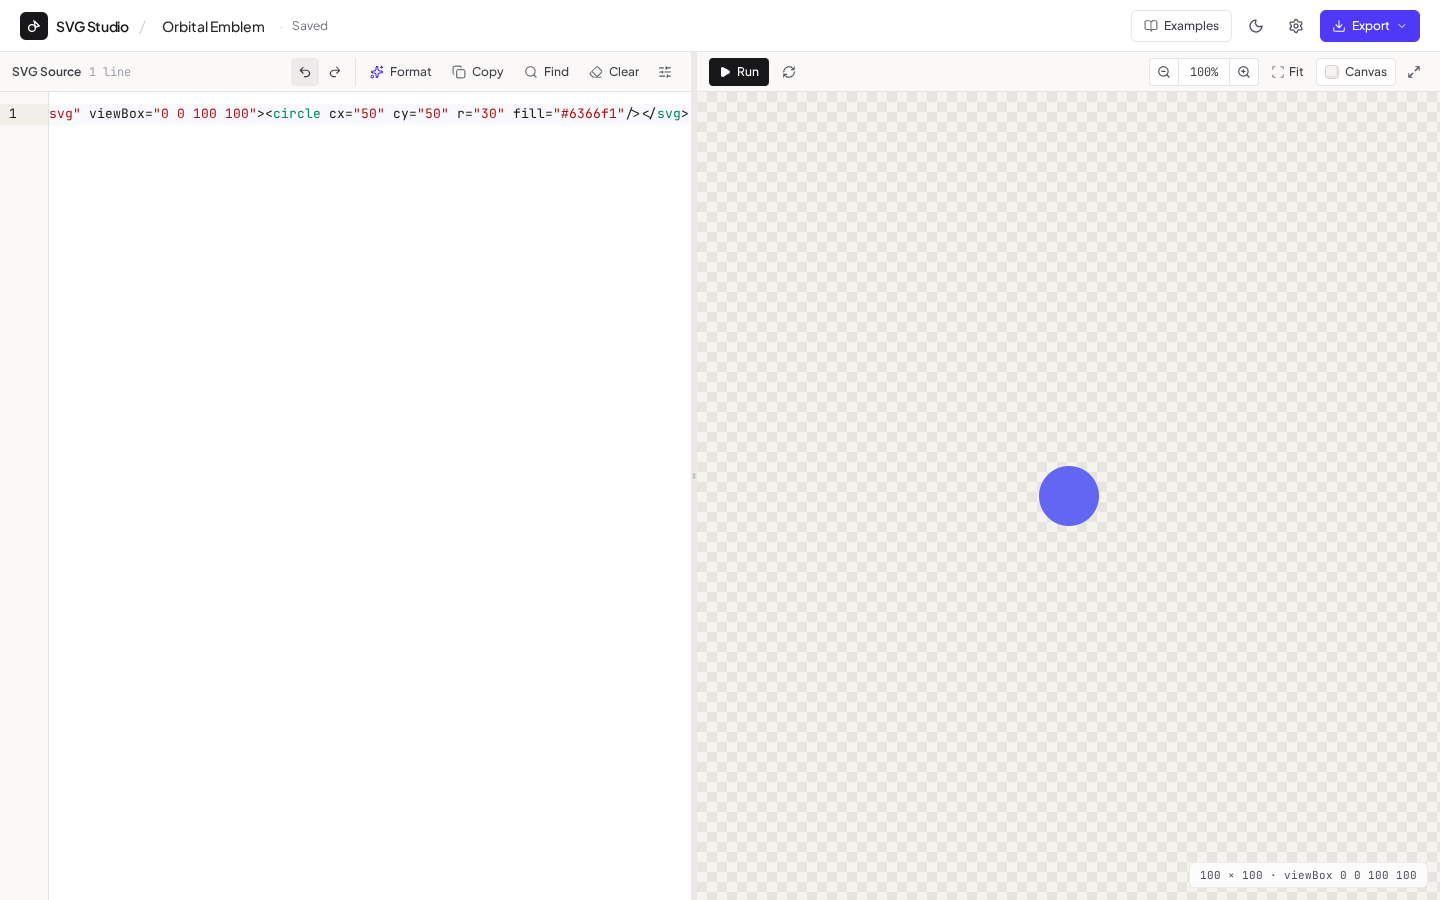 SVG Studio / Orbital Emblem · Saved
Examples
Export
SVG Source 1 line
Format
Copy
Find
Clear
Run
100%
Fit
Canvas
1
svg" viewBox="0 0 100 100"><circle cx="50" cy="50" r="30" fill="#6366f1"/></svg>
100 × 100 · viewBox 0 0 100 100